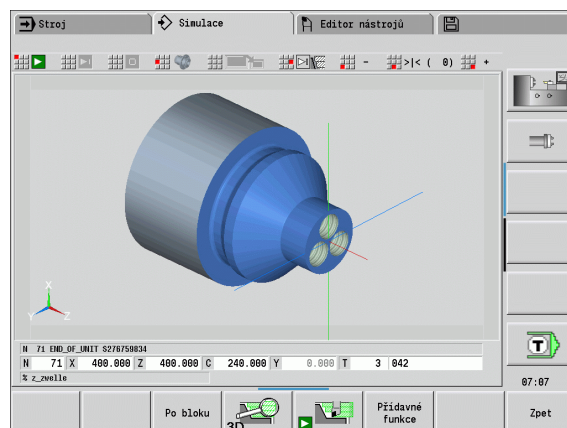 Stroj Simulace Editor nástrojů
- >|< ( 0) +
X
Y Z
N 71 END_OF_UNIT S276759834
N 71 X 400.000 Z 400.000 C 240.000 Y 0.000 T 3 042
% z_zwelle
T
07:07
Po bloku 3D Přídavné funkce Zpet